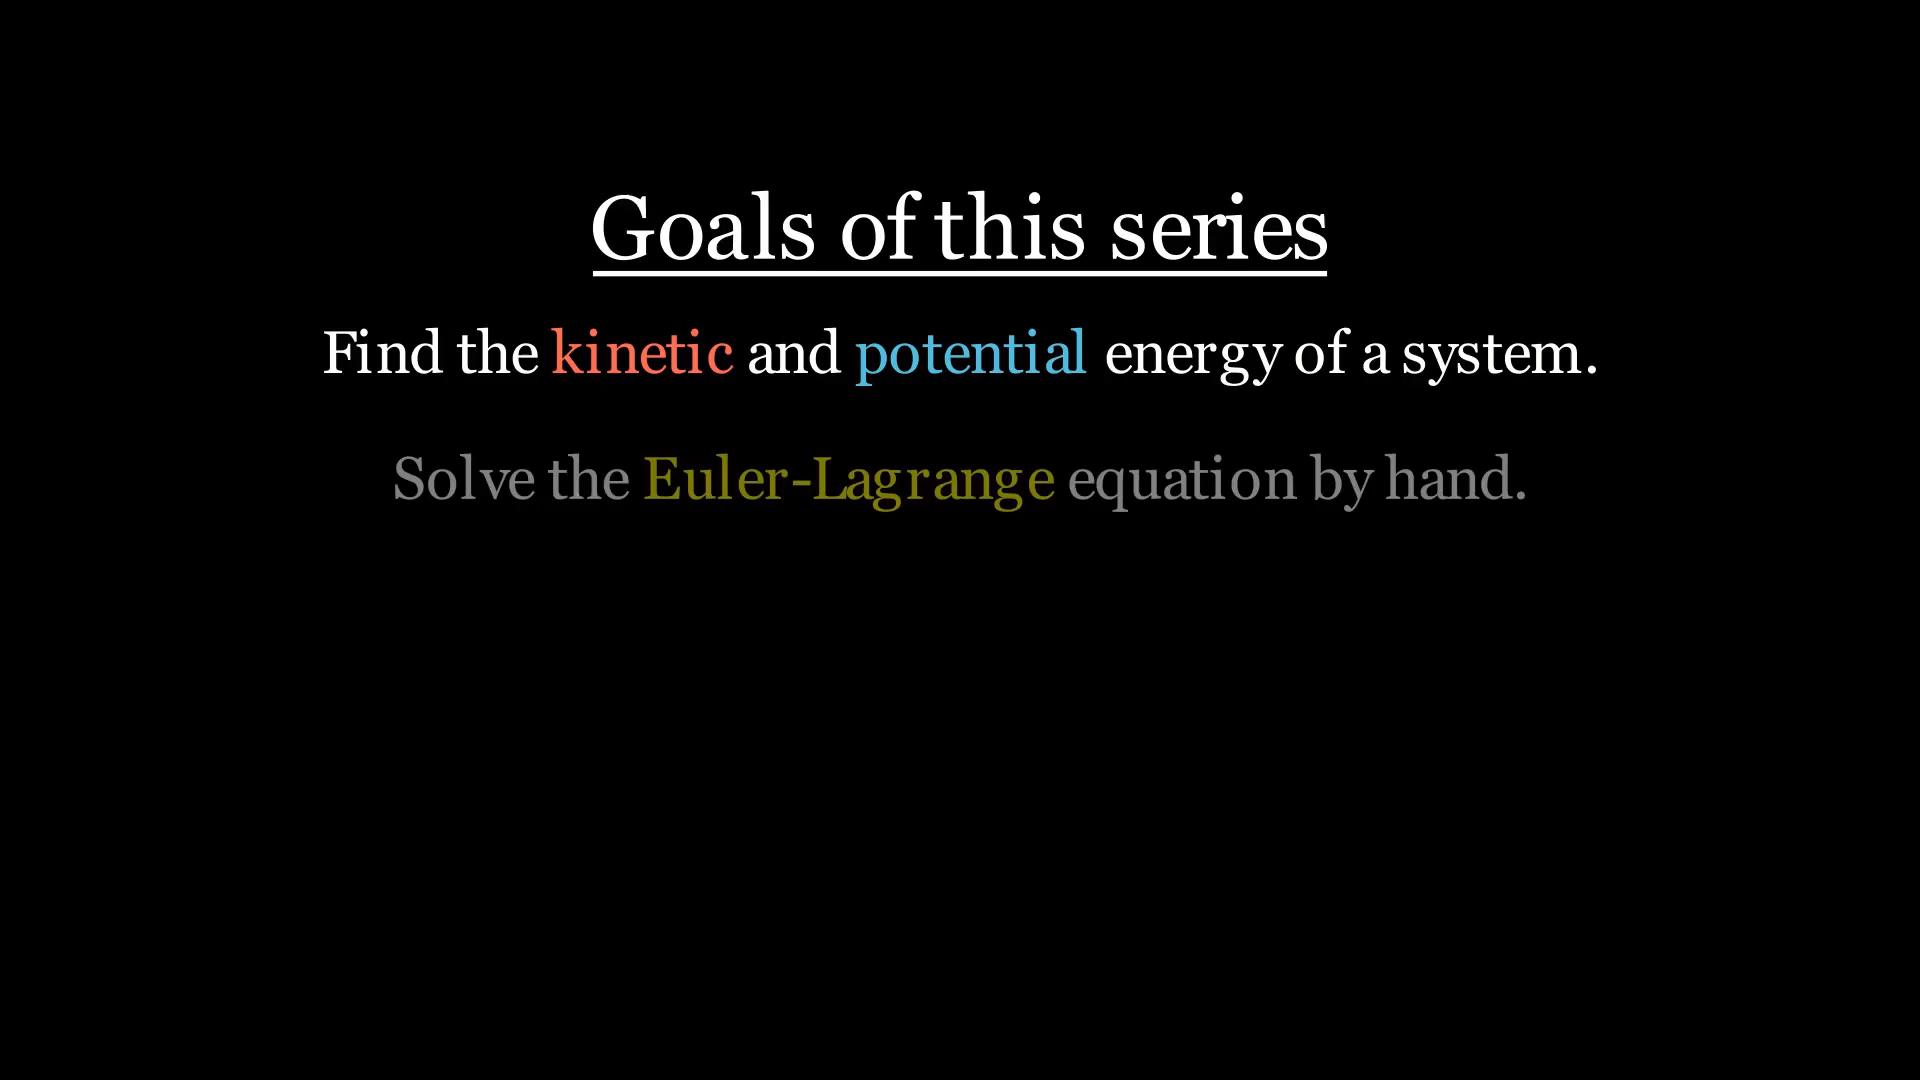 Goals of this series
Find the kinetic and potential energy of a system.
Solve the Euler-Lagrange equation by hand.